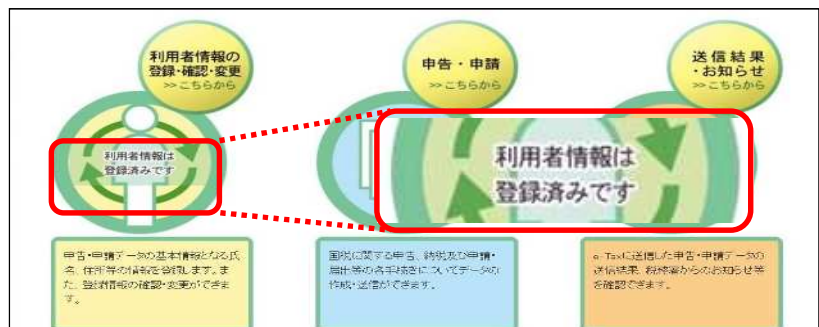 利用者情報の
登録・確認・変更
>>こちらから
申告・申請
>>こちらから
送信結果
・お知らせ
>>こちらから
利用者情報は
登録済みです
利用者情報は
登録済みです
申告・申請データの基本情報となる氏
名、住所等の情報を登録します。ま
た、登録情報の確認・変更ができま
す。
国税に関する申告、納税及び申請・
届出等の各手続きについてデータの
作成・送信ができます。
e-Taxに送信した申告・申請データの
送信結果、税務署からのお知らせ等
を確認できます。